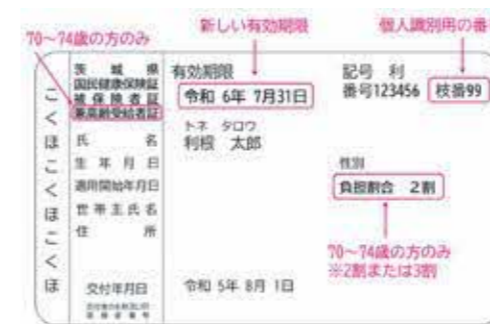 70～74歳の方のみ
新しい有効期限
個人識別用の番
こくほこくほこくほ
茨城県
国民健康保険証
被保険者証
兼高齢受給者証
有効期限
令和 6年 7月31日
記号 利
番号123456 枝番99
トネ タロウ
氏名 利根 太郎
生年月日
性別
適用開始年月日
負担割合 2割
世帯主氏名
住所
70～74歳の方のみ
※2割または3割
交付年月日 令和 5年 8月 1日